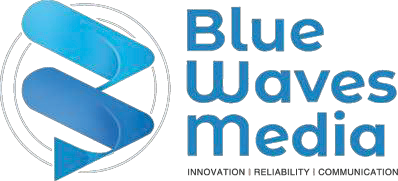 Blue
Waves
Media
INNOVATION | RELIABILITY | COMMUNICATION